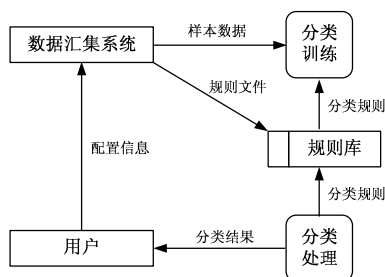 样本数据
分类
训练
数据汇集系统
规则文件
分类规则
配置信息
规则库
分类规则
用户
分类结果
分类
处理